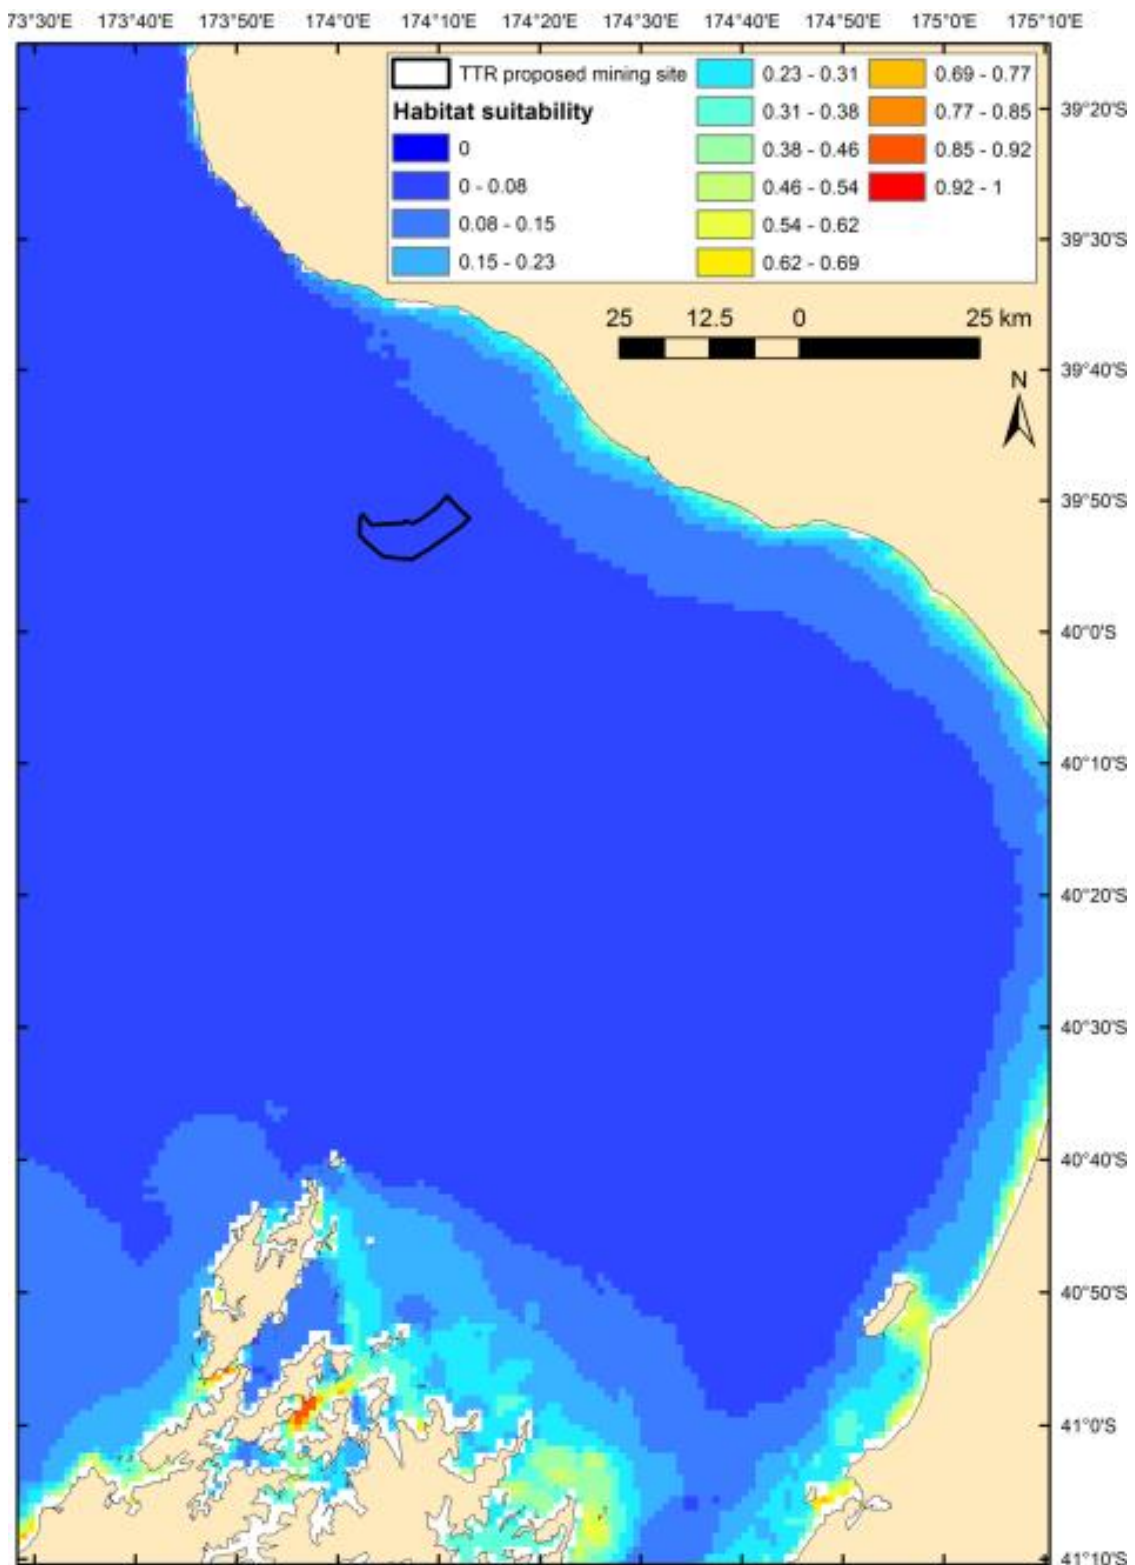 173°30'E 173°40'E 173°50'E 174°0'E 174°10'E 174°20'E 174°30'E 174°40'E 174°50'E 175°0'E 175°10'E
TTR proposed mining site
Habitat suitability
0
0 - 0.08
0.08 - 0.15
0.15 - 0.23
0.23 - 0.31
0.31 - 0.38
0.38 - 0.46
0.46 - 0.54
0.54 - 0.62
0.62 - 0.69
0.69 - 0.77
0.77 - 0.85
0.85 - 0.92
0.92 - 1
25 12.5 0 25 km
N
39°20'S
39°30'S
39°40'S
39°50'S
40°0'S
40°10'S
40°20'S
40°30'S
40°40'S
40°50'S
41°0'S
41°10'S